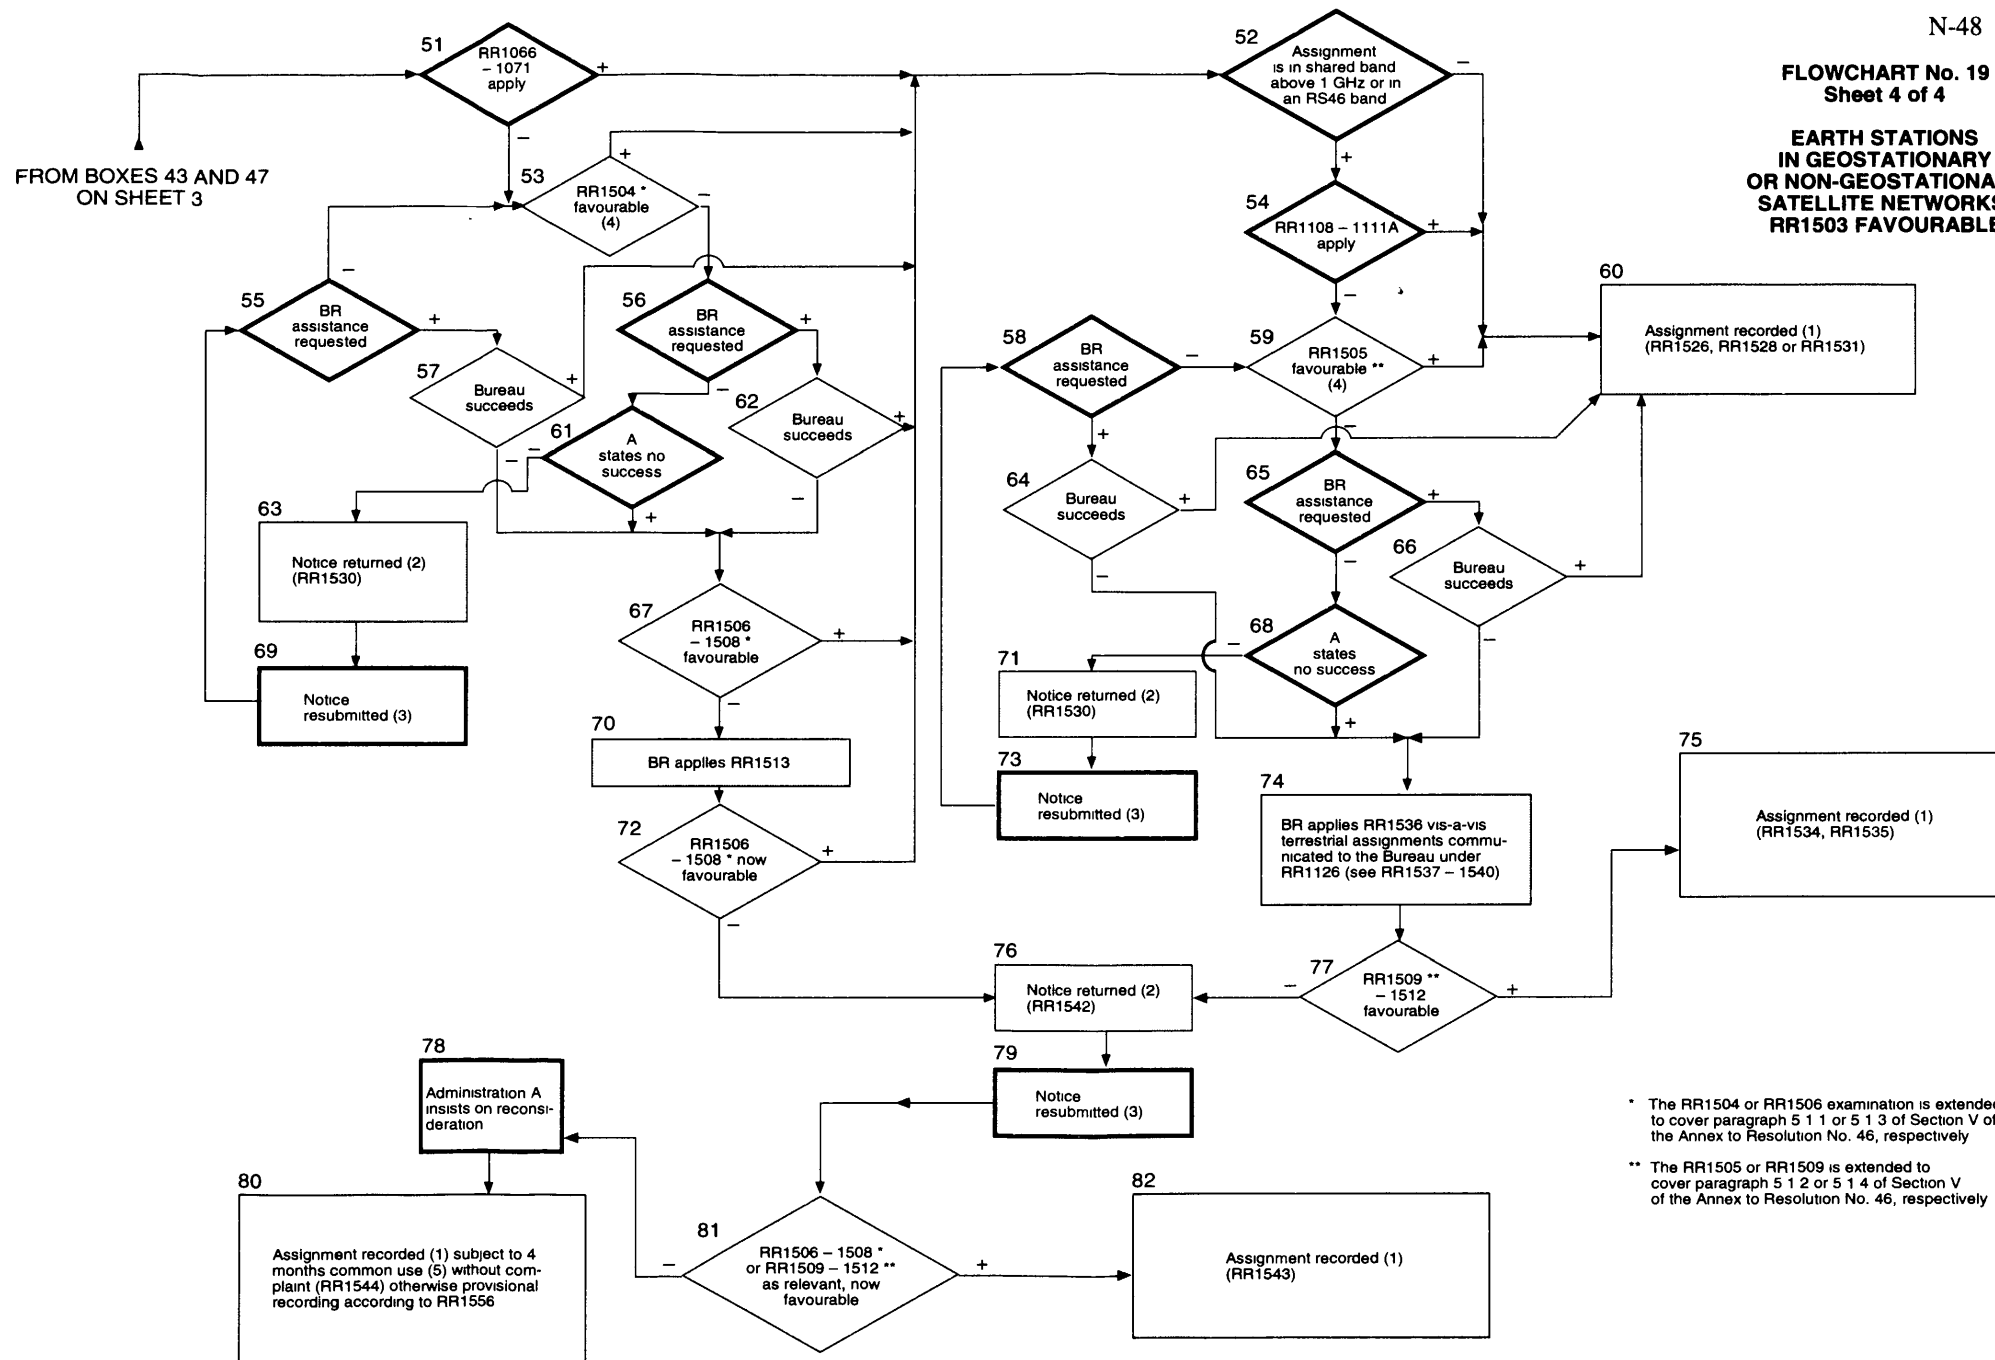 N-48
FLOWCHART No. 19
Sheet 4 of 4
EARTH STATIONS
IN GEOSTATIONARY
OR NON-GEOSTATIONA
SATELLITE NETWORKS
RR1503 FAVOURABLE
FROM BOXES 43 AND 47
ON SHEET 3
51
RR1066
– 1071
apply
+
–
52
Assignment
is in shared band
above 1 GHz or in
an RS46 band
–
+
53
RR1504 *
favourable
(4)
+
–
54
RR1108 – 1111A
apply
+
–
55
BR
assistance
requested
–
+
56
BR
assistance
requested
+
–
57
Bureau
succeeds
+
–
58
BR
assistance
requested
–
+
59
RR1505
favourable **
(4)
+
–
60
Assignment recorded (1)
(RR1526, RR1528 or RR1531)
61
A
states no
success
–
+
62
Bureau
succeeds
+
–
63
Notice returned (2)
(RR1530)
64
Bureau
succeeds
+
–
65
BR
assistance
requested
+
–
66
Bureau
succeeds
+
–
67
RR1506
– 1508 *
favourable
+
–
68
A
states
no success
–
+
69
Notice
resubmitted (3)
70
BR applies RR1513
71
Notice returned (2)
(RR1530)
72
RR1506
– 1508 * now
favourable
+
–
73
Notice
resubmitted (3)
74
BR applies RR1536 vis-a-vis
terrestrial assignments commu-
nicated to the Bureau under
RR1126 (see RR1537 – 1540)
75
Assignment recorded (1)
(RR1534, RR1535)
76
Notice returned (2)
(RR1542)
77
RR1509 **
– 1512
favourable
–
+
78
Administration A
insists on reconsi-
deration
79
Notice
resubmitted (3)
80
Assignment recorded (1) subject to 4
months common use (5) without com-
plaint (RR1544) otherwise provisional
recording according to RR1556
81
RR1506 – 1508 *
or RR1509 – 1512 **
as relevant, now
favourable
–
+
82
Assignment recorded (1)
(RR1543)
* The RR1504 or RR1506 examination is extended
to cover paragraph 5 1 1 or 5 1 3 of Section V of
the Annex to Resolution No. 46, respectively
** The RR1505 or RR1509 is extended to
cover paragraph 5 1 2 or 5 1 4 of Section V
of the Annex to Resolution No. 46, respectively